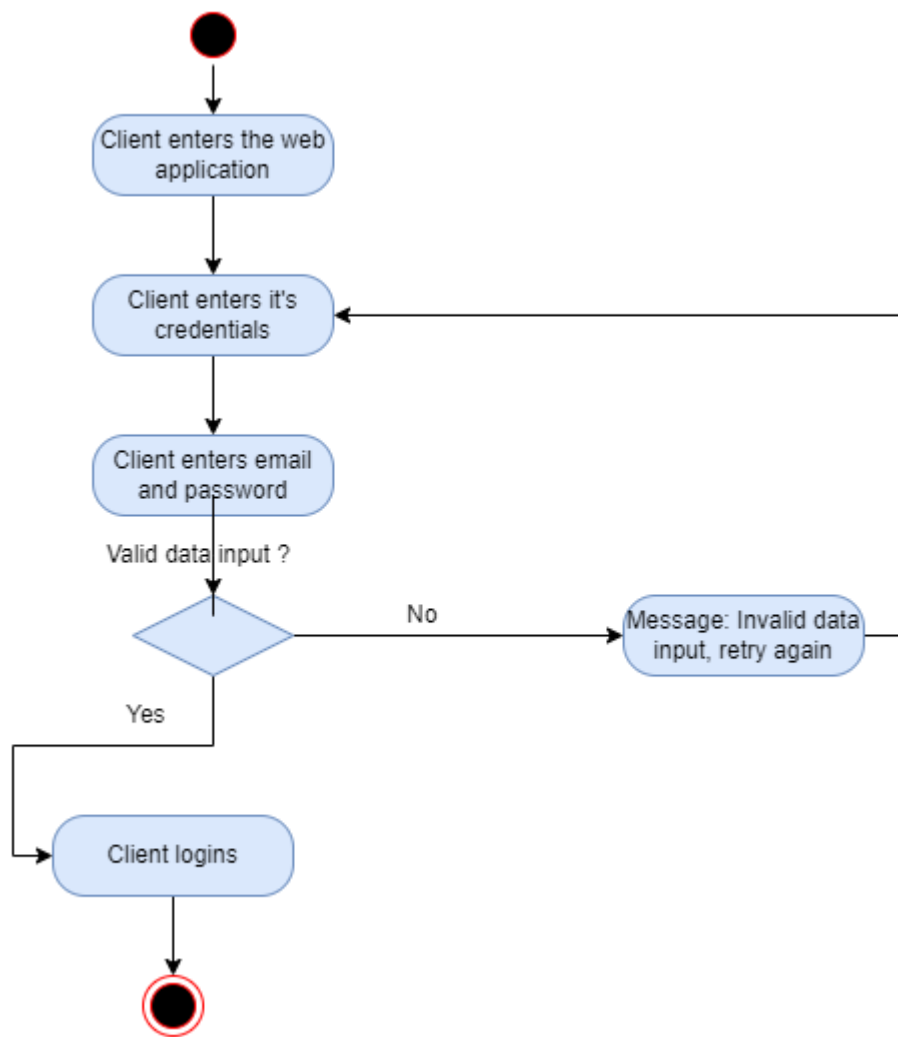 Client enters the web
application
Client enters it's
credentials
Client enters email
and password
Valid data input ?
No
Message: Invalid data
input, retry again
Yes
Client logins